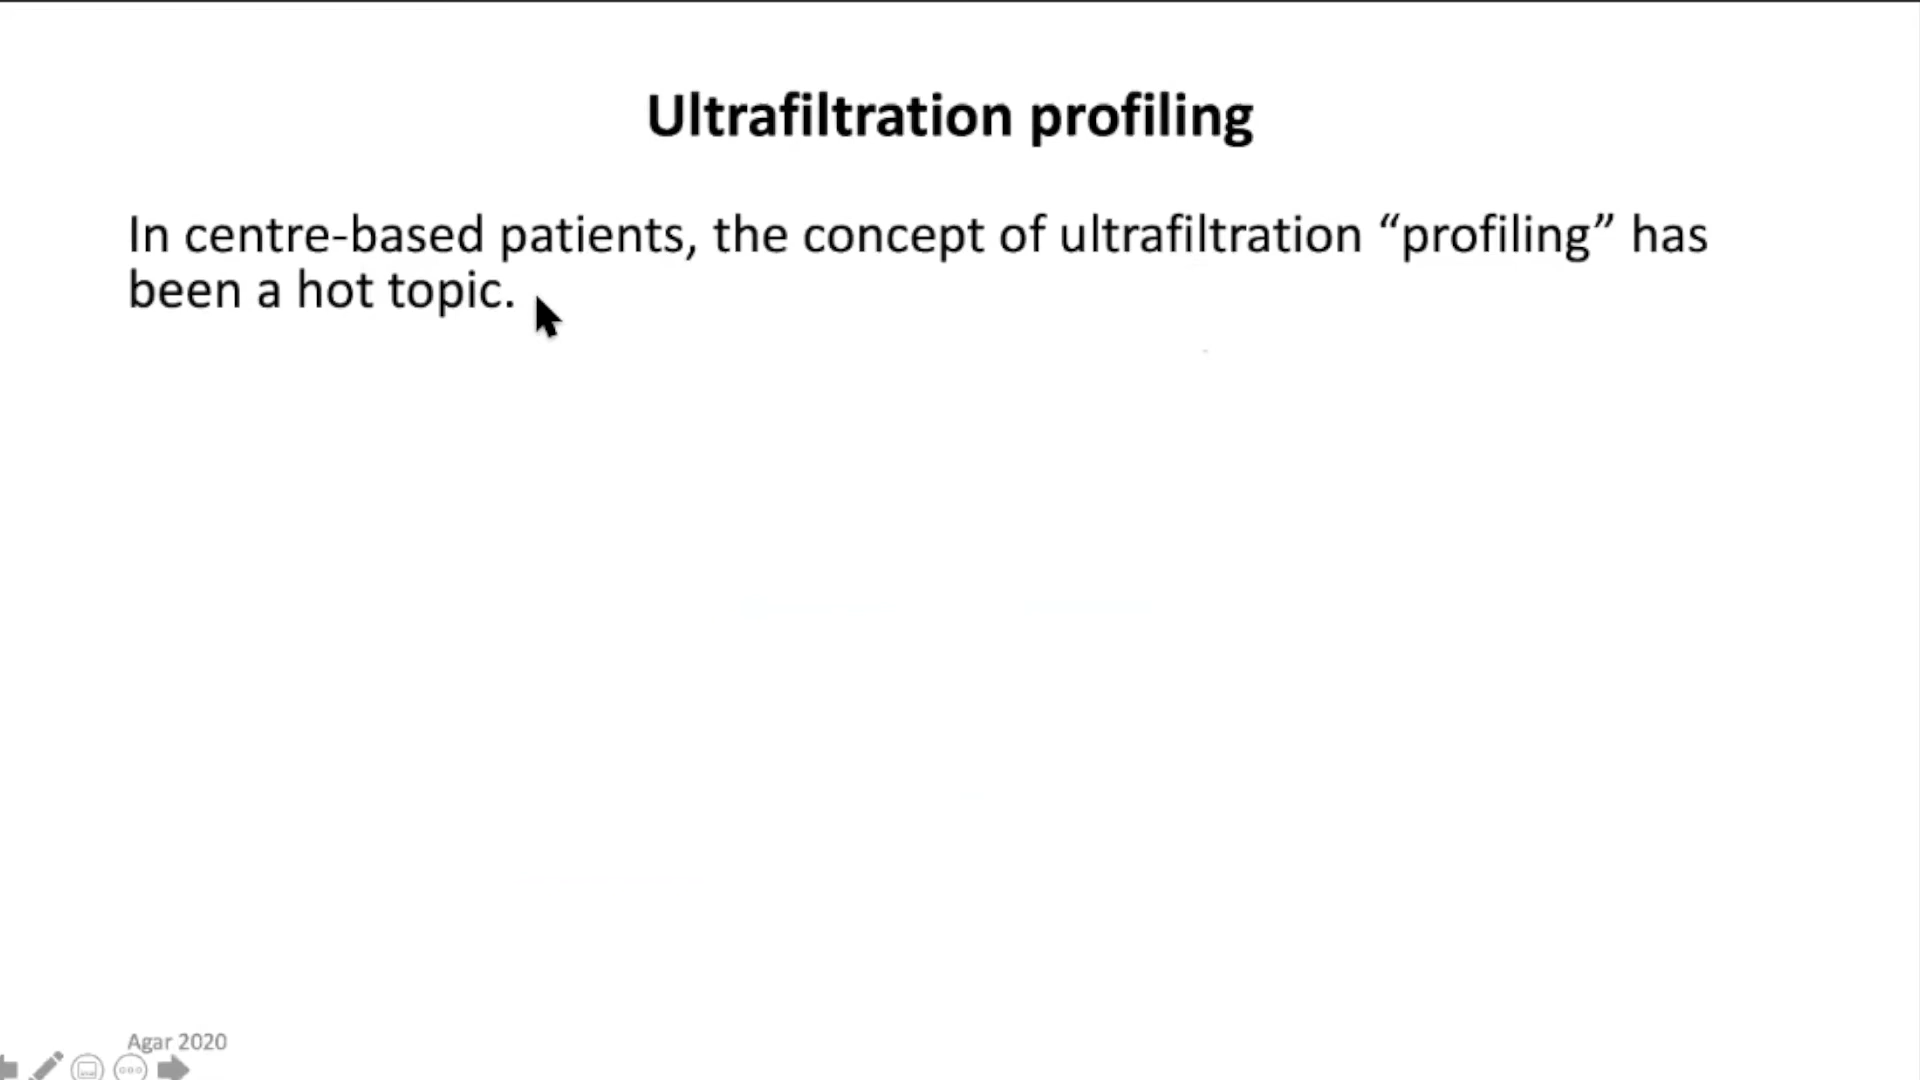 Ultrafiltration profiling
In centre-based patients, the concept of ultrafiltration “profiling” has
been a hot topic.
Agar 2020